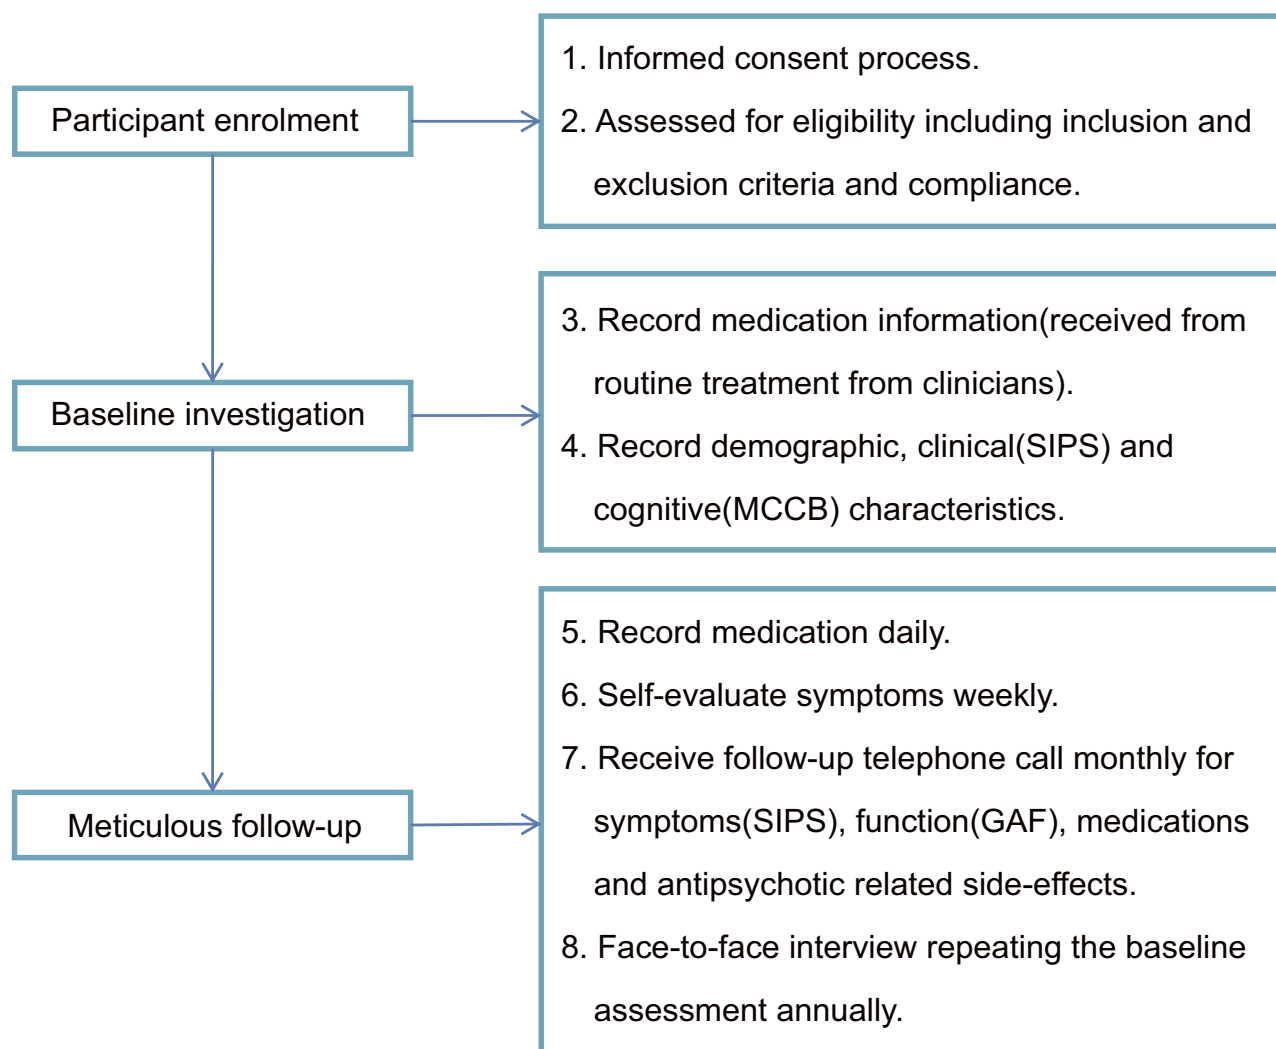 Participant enrolment
1. Informed consent process.
2. Assessed for eligibility including inclusion and
exclusion criteria and compliance.
Baseline investigation
3. Record medication information(received from
routine treatment from clinicians).
4. Record demographic, clinical(SIPS) and
cognitive(MCCB) characteristics.
Meticulous follow-up
5. Record medication daily.
6. Self-evaluate symptoms weekly.
7. Receive follow-up telephone call monthly for
symptoms(SIPS), function(GAF), medications
and antipsychotic related side-effects.
8. Face-to-face interview repeating the baseline
assessment annually.